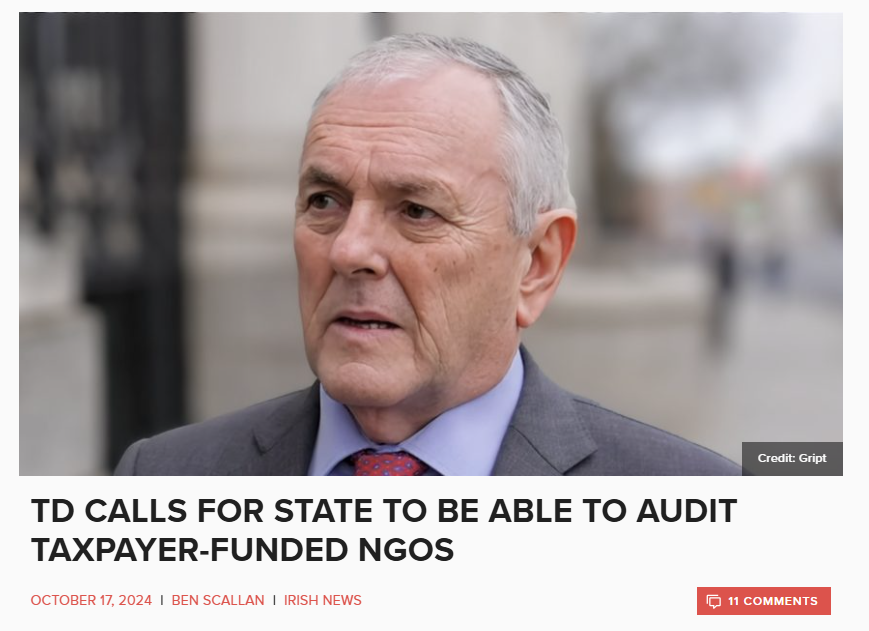 Credit: Gript
TD CALLS FOR STATE TO BE ABLE TO AUDIT
TAXPAYER-FUNDED NGOS
OCTOBER 17, 2024 | BEN SCALLAN | IRISH NEWS
11 COMMENTS